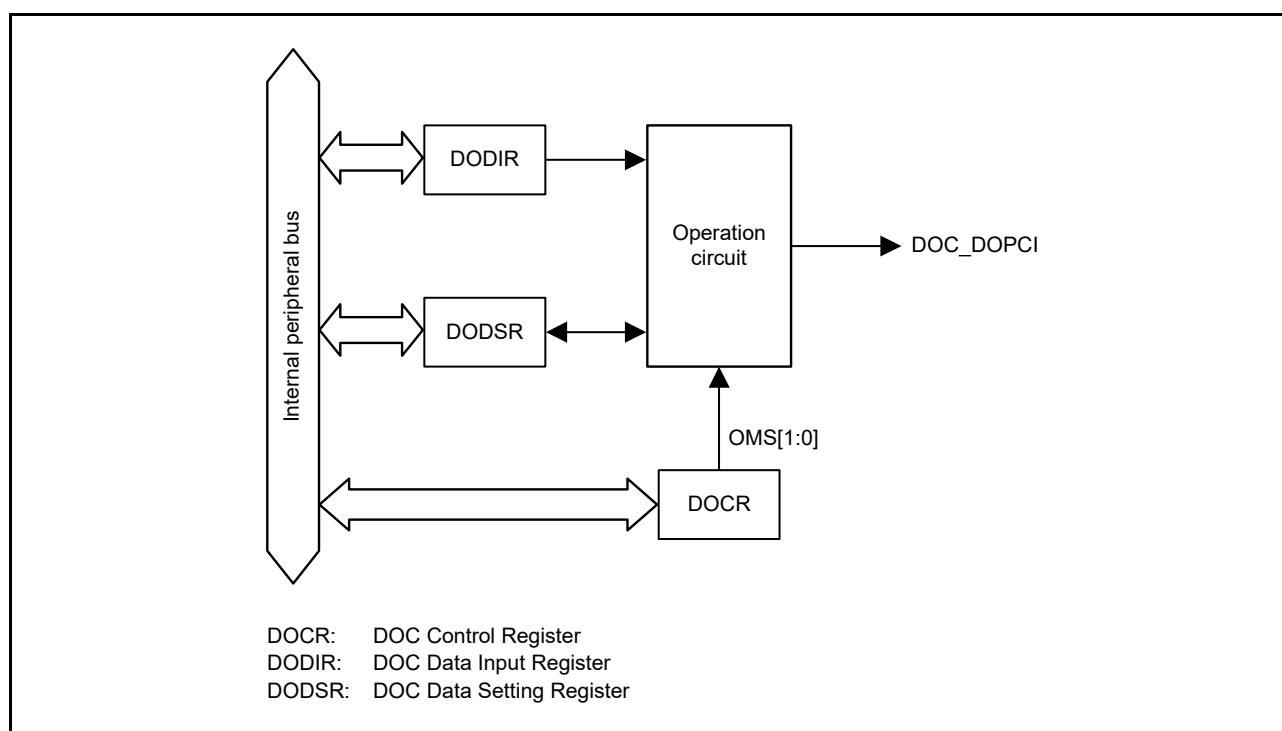 Internal peripheral bus
DODIR
Operation
circuit
DOC_DOPCI
DODSR
OMS[1:0]
DOCR
DOCR: DOC Control Register
DODIR: DOC Data Input Register
DODSR: DOC Data Setting Register